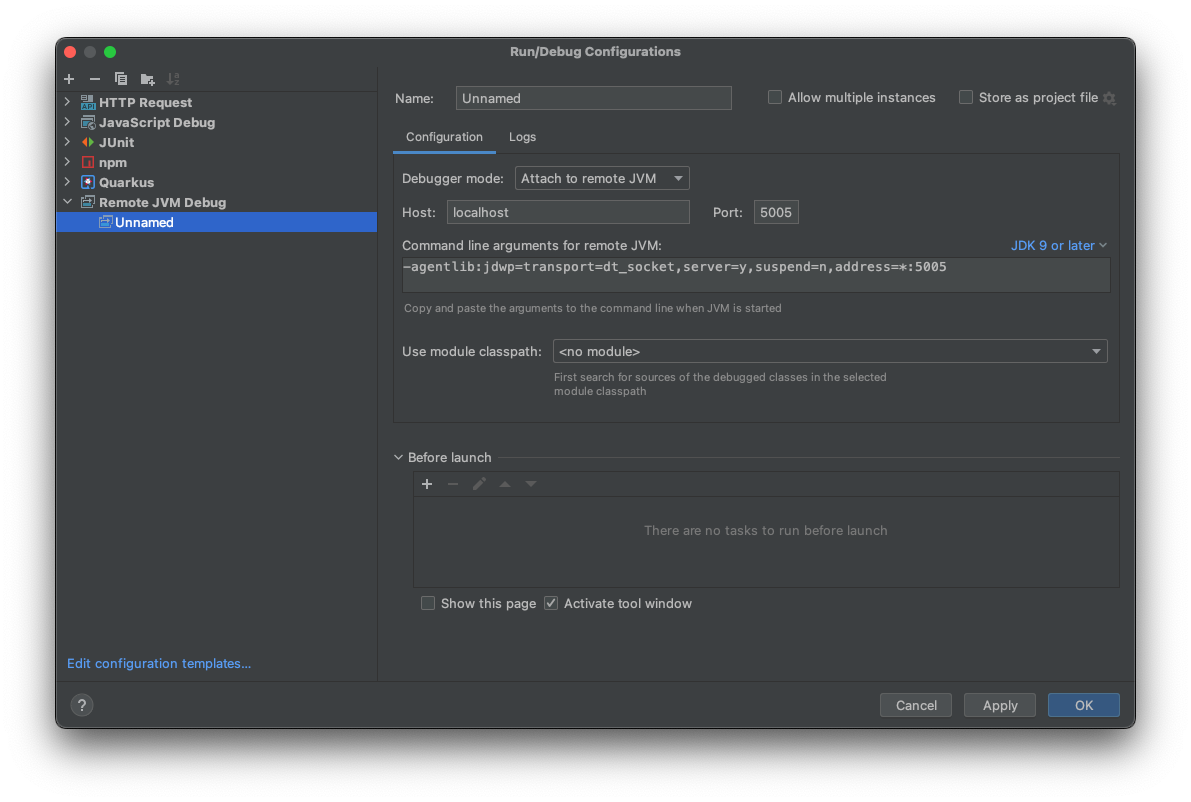 Run/Debug Configurations
HTTP Request
JavaScript Debug
JUnit
npm
Quarkus
Remote JVM Debug
Unnamed
Edit configuration templates...
Name: Unnamed
Allow multiple instances
Store as project file
Configuration Logs
Debugger mode: Attach to remote JVM
Host: localhost Port: 5005
Command line arguments for remote JVM: JDK 9 or later
-agentlib:jdwp=transport=dt_socket,server=y,suspend=n,address=*:5005
Copy and paste the arguments to the command line when JVM is started
Use module classpath: <no module>
First search for sources of the debugged classes in the selected
module classpath
Before launch
There are no tasks to run before launch
Show this page Activate tool window
? Cancel Apply OK